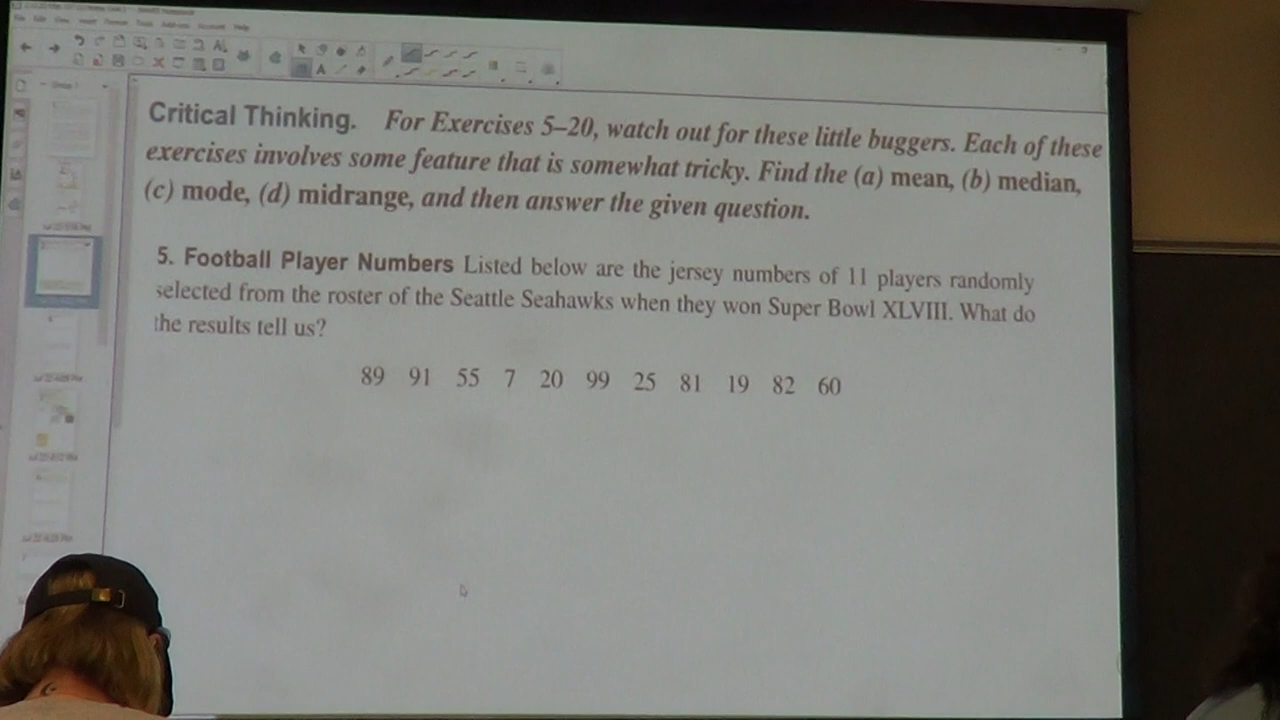 Critical Thinking. For Exercises 5–20, watch out for these little buggers. Each of these
exercises involves some feature that is somewhat tricky. Find the (a) mean, (b) median,
(c) mode, (d) midrange, and then answer the given question.
5. Football Player Numbers Listed below are the jersey numbers of 11 players randomly
selected from the roster of the Seattle Seahawks when they won Super Bowl XLVIII. What do
the results tell us?
89 91 55 7 20 99 25 81 19 82 60